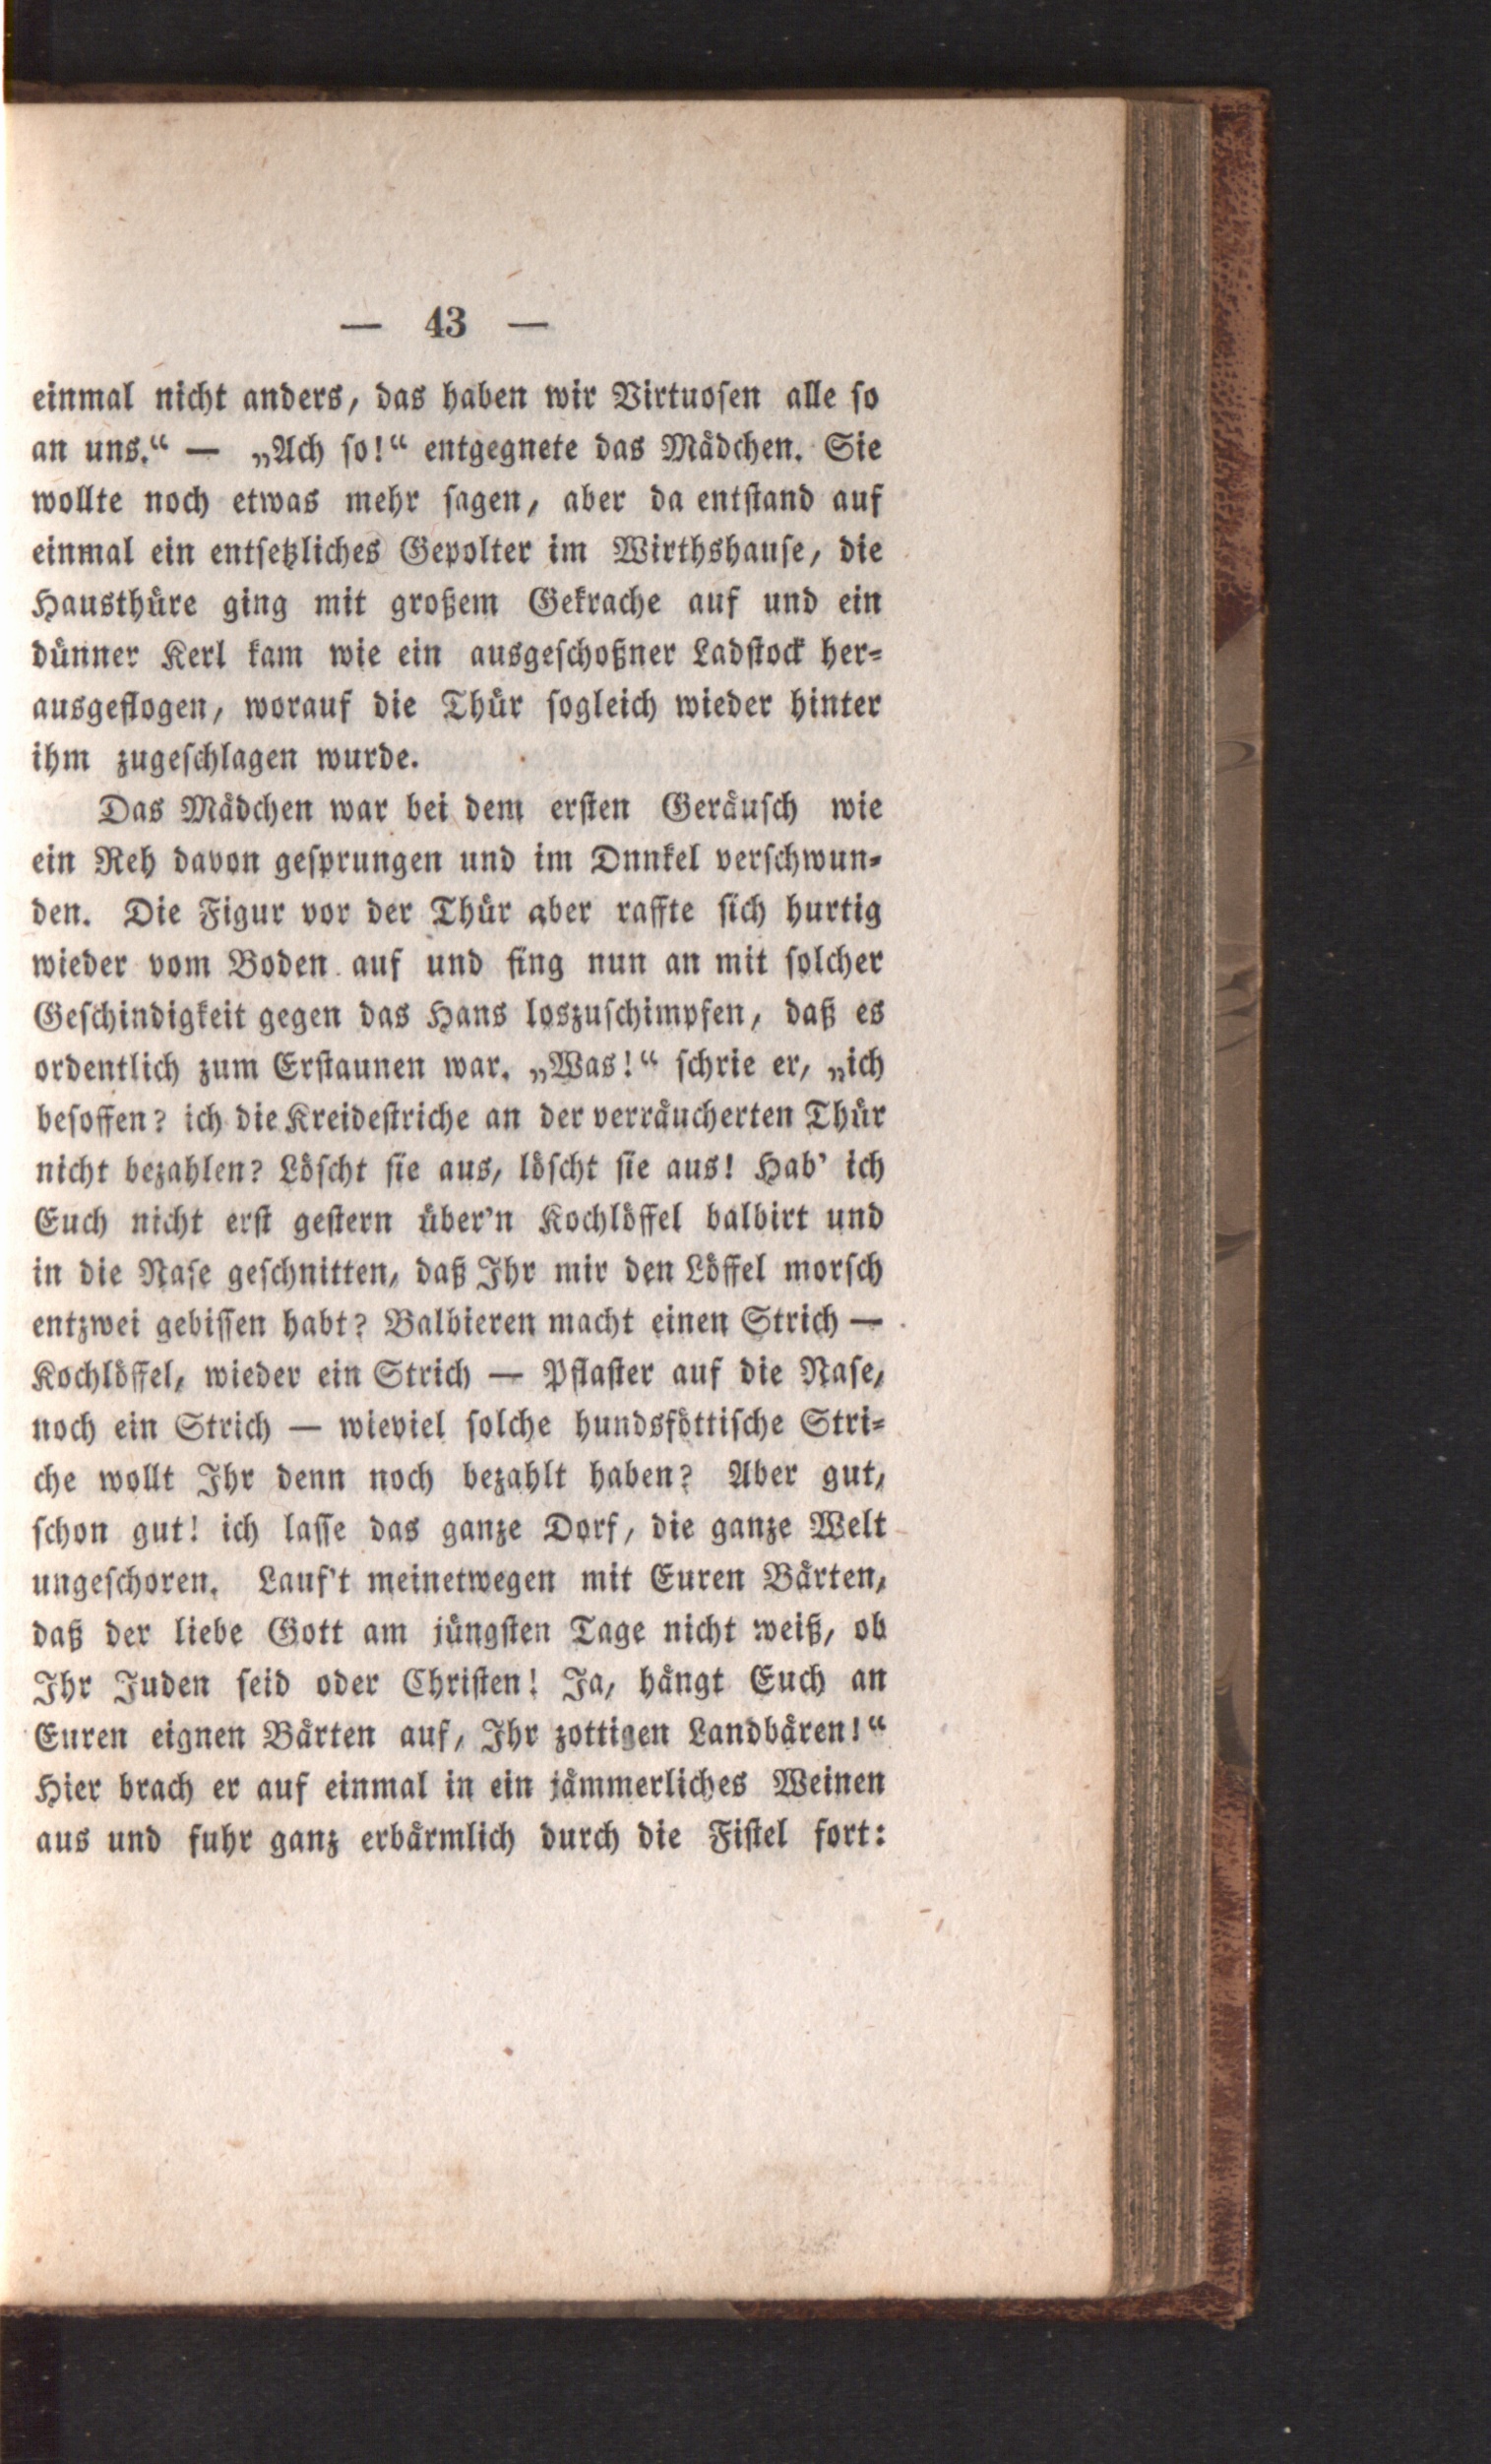 — 43 —
einmal nicht anders, das haben wir Virtuoſen alle ſo
an uns.“ — „Ach ſo!“ entgegnete das Mädchen. Sie
wollte noch etwas mehr ſagen, aber da entſtand auf
einmal ein entſetzliches Gepolter im Wirthshauſe, die
Hausthüre ging mit großem Gekrache auf und ein
dünner Kerl kam wie ein ausgeſchoßner Ladſtock her-
ausgeflogen, worauf die Thür ſogleich wieder hinter
ihm zugeſchlagen wurde.
Das Mädchen war bei dem erſten Geräuſch wie
ein Reh davon geſprungen und im Dnnkel verſchwun-
den. Die Figur vor der Thür aber raffte ſich hurtig
wieder vom Boden auf und fing nun an mit ſolcher
Geſchindigkeit gegen das Hans loszuſchimpfen, daß es
ordentlich zum Erſtaunen war. „Was!“ ſchrie er, „ich
beſoffen? ich die Kreideſtriche an der verräucherten Thür
nicht bezahlen? Löſcht ſie aus, löſcht ſie aus! Hab' ich
Euch nicht erſt geſtern über'n Kochlöffel balbirt und
in die Naſe geſchnitten, daß Ihr mir den Löffel morſch
entzwei gebiſſen habt? Balbieren macht einen Strich —
Kochlöffel, wieder ein Strich — Pflaſter auf die Naſe,
noch ein Strich — wieviel ſolche hundsföttiſche Stri-
che wollt Ihr denn noch bezahlt haben? Aber gut,
ſchon gut! ich laſſe das ganze Dorf, die ganze Welt
ungeſchoren. Lauf't meinetwegen mit Euren Bärten,
daß der liebe Gott am jüngſten Tage nicht weiß, ob
Ihr Juden ſeid oder Chriſten! Ja, hängt Euch an
Euren eignen Bärten auf, Ihr zottigen Landbären!“
Hier brach er auf einmal in ein jämmerliches Weinen
aus und fuhr ganz erbärmlich durch die Fiſtel fort: